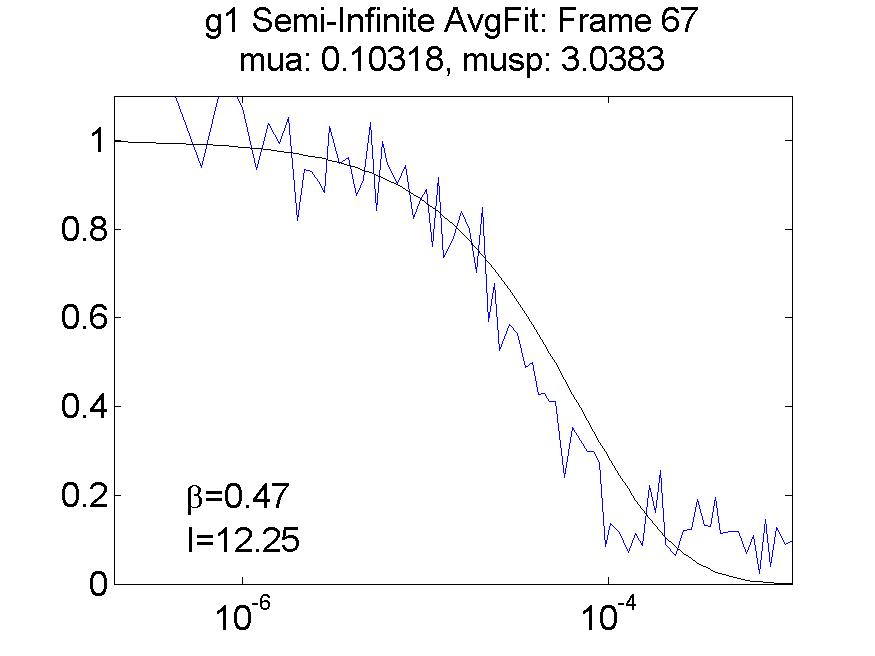 g1 Semi-Infinite AvgFit: Frame 67
mua: 0.10318, musp: 3.0383
1
0.8
0.6
0.4
0.2
0
β=0.47
I=12.25
10^-6
10^-4